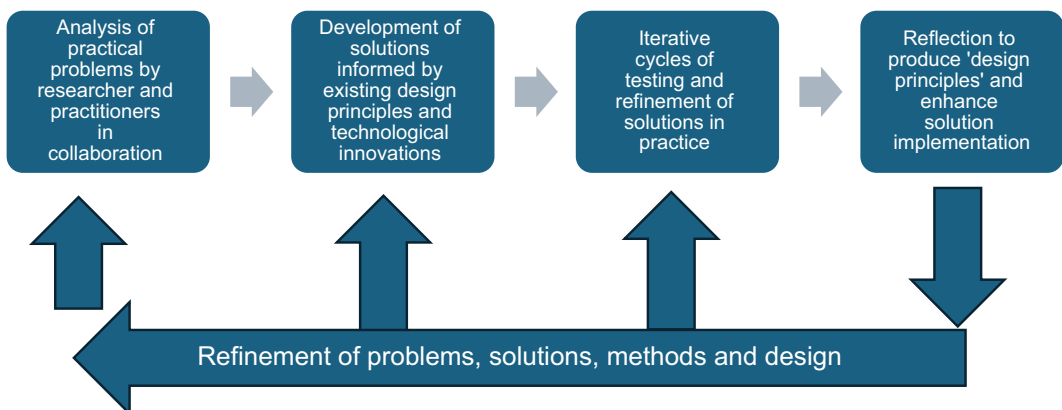 Analysis of
practical
problems by
researcher and
practitioners
in
collaboration
Development of
solutions
informed by
existing design
principles and
technological
innovations
Iterative
cycles of
testing and
refinement of
solutions in
practice
Reflection to
produce 'design
principles' and
enhance
solution
implementation
Refinement of problems, solutions, methods and design